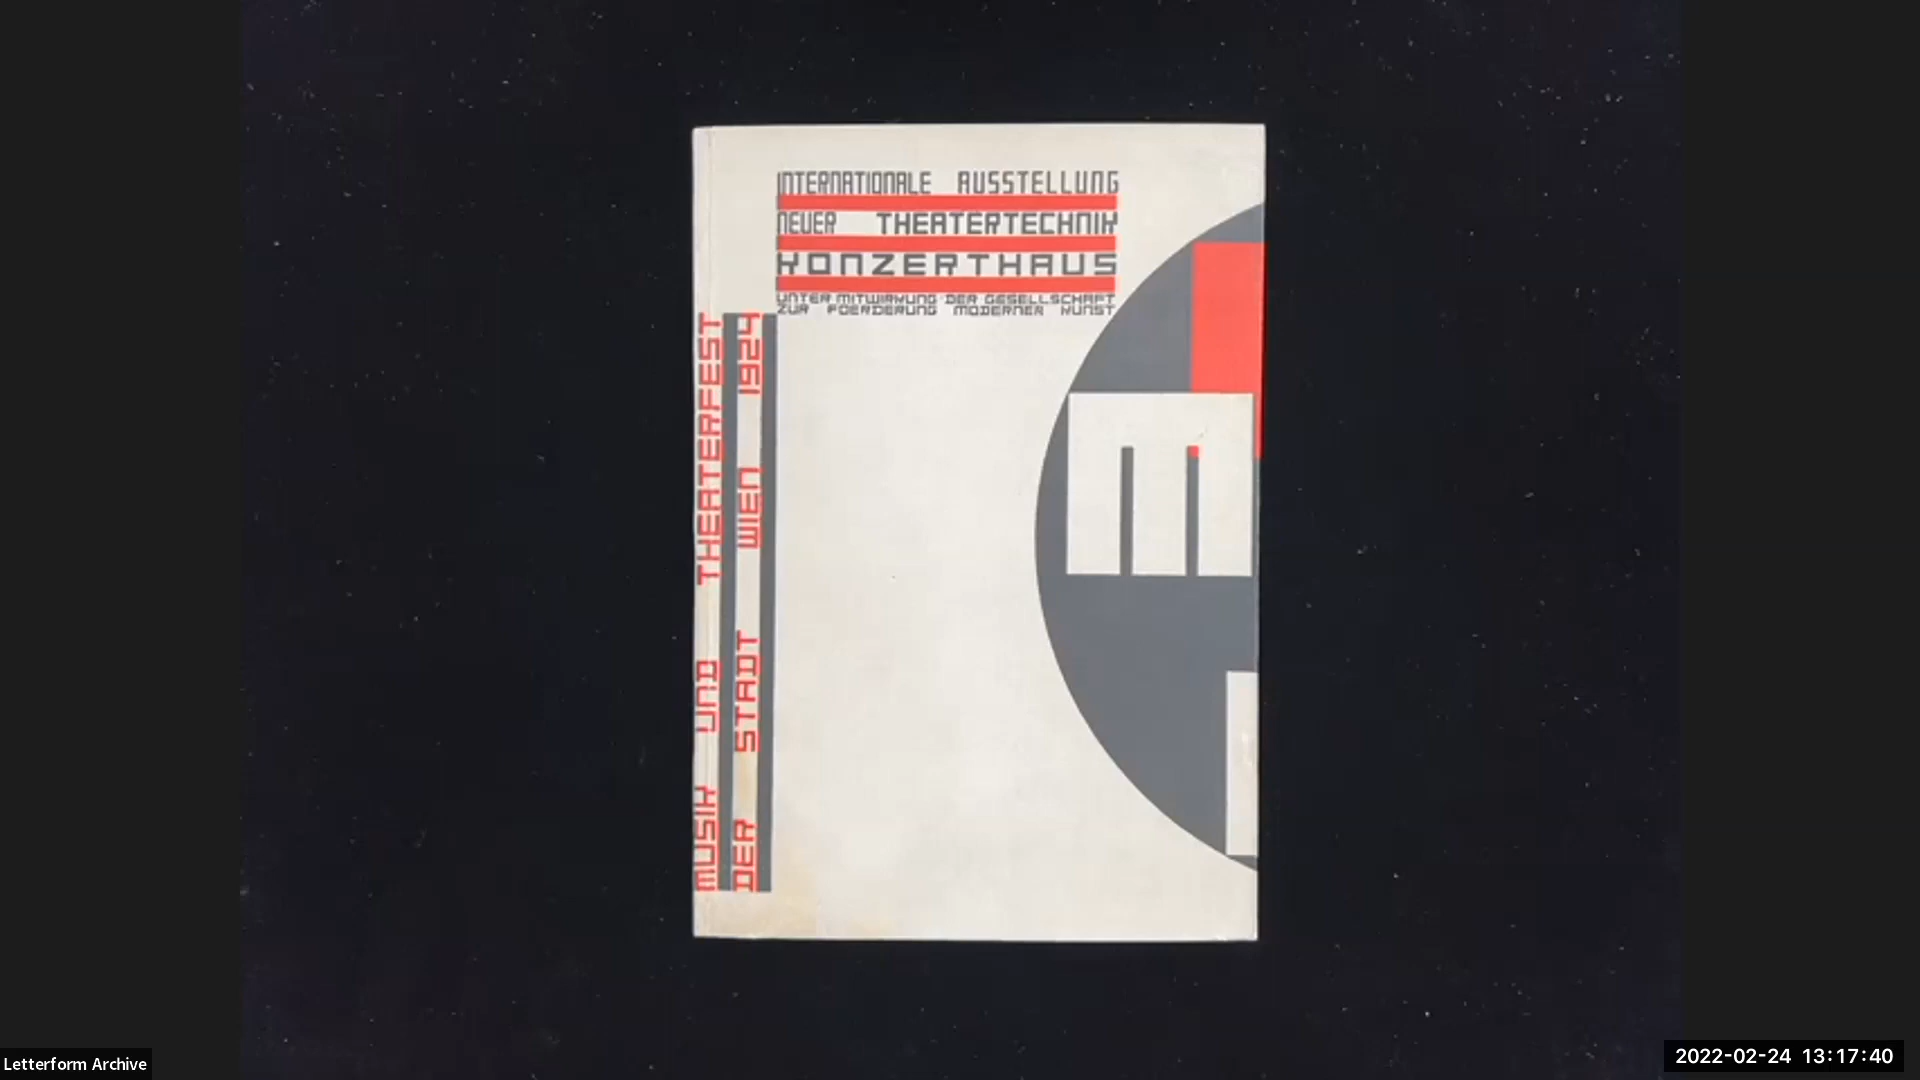 INTERNATIONALE AUSSTELLUNG
NEUER THEATERTECHNIK
KONZERTHAUS
UNTER MITWIRKUNG DER GESELLSCHAFT
ZUR FOERDERUNG MODERNER KUNST
MUSIK UND THEATERFEST
DER STADT WIEN 1924
Letterform Archive
2022-02-24 13:17:40